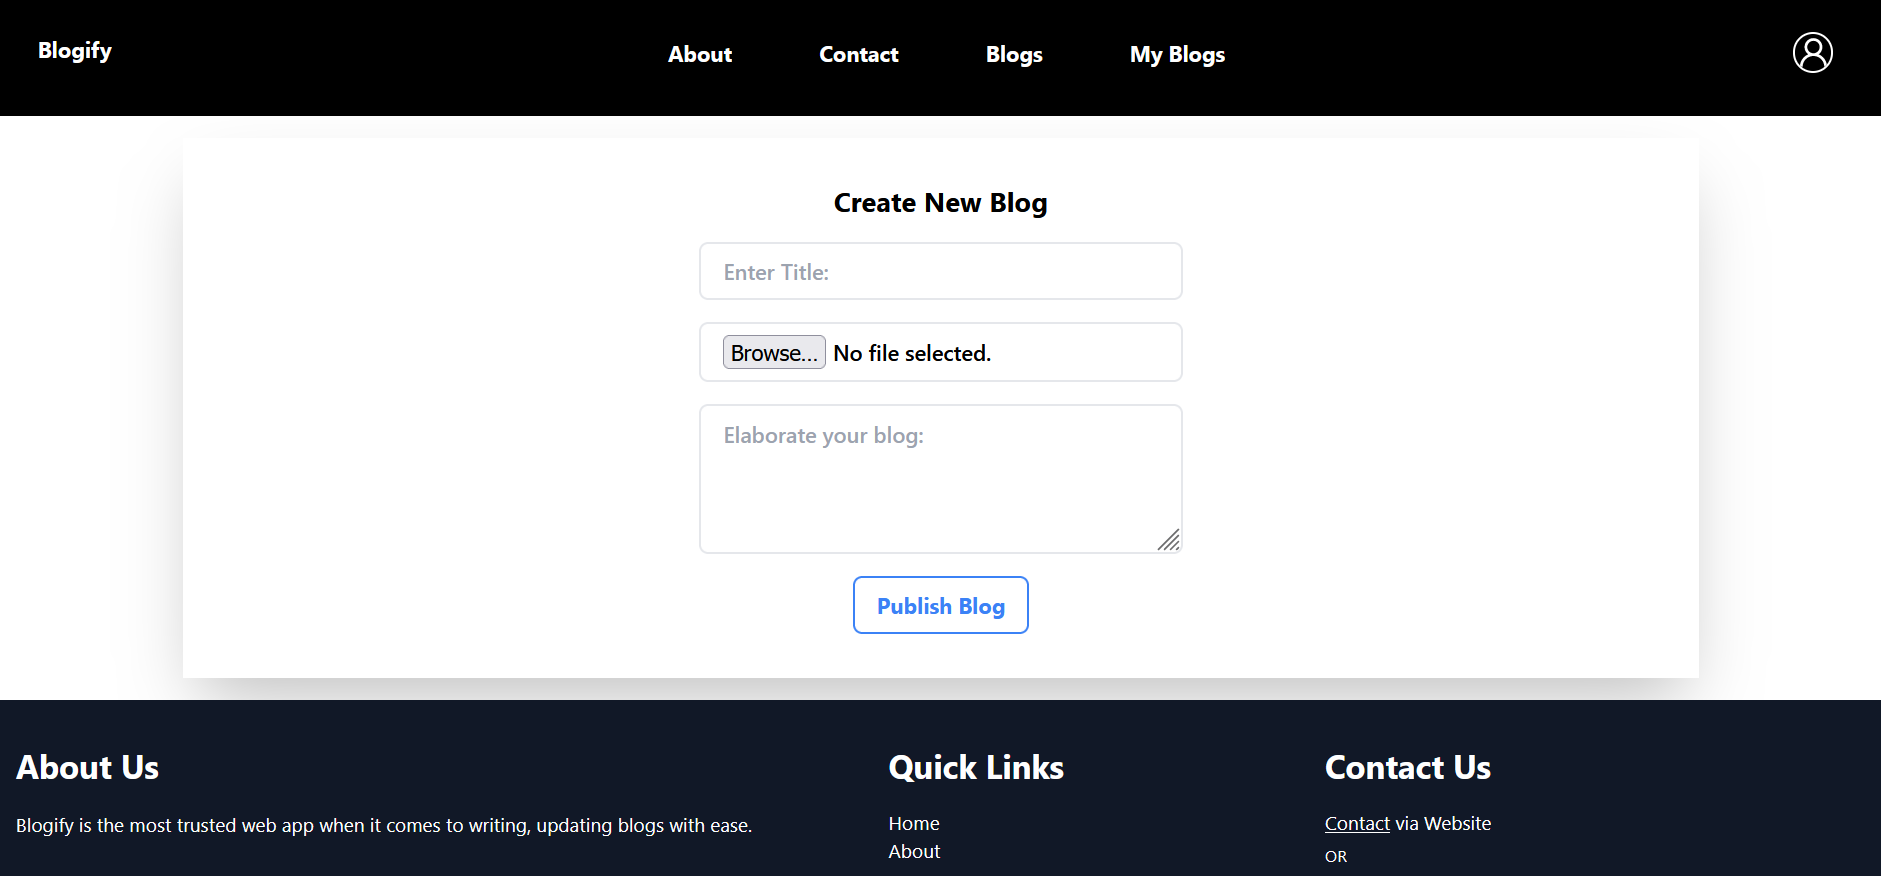 Blogify
About
Contact
Blogs
My Blogs
Create New Blog
Enter Title:
Browse... No file selected.
Elaborate your blog:
Publish Blog
About Us
Blogify is the most trusted web app when it comes to writing, updating blogs with ease.
Quick Links
Home
About
Contact Us
Contact via Website
OR